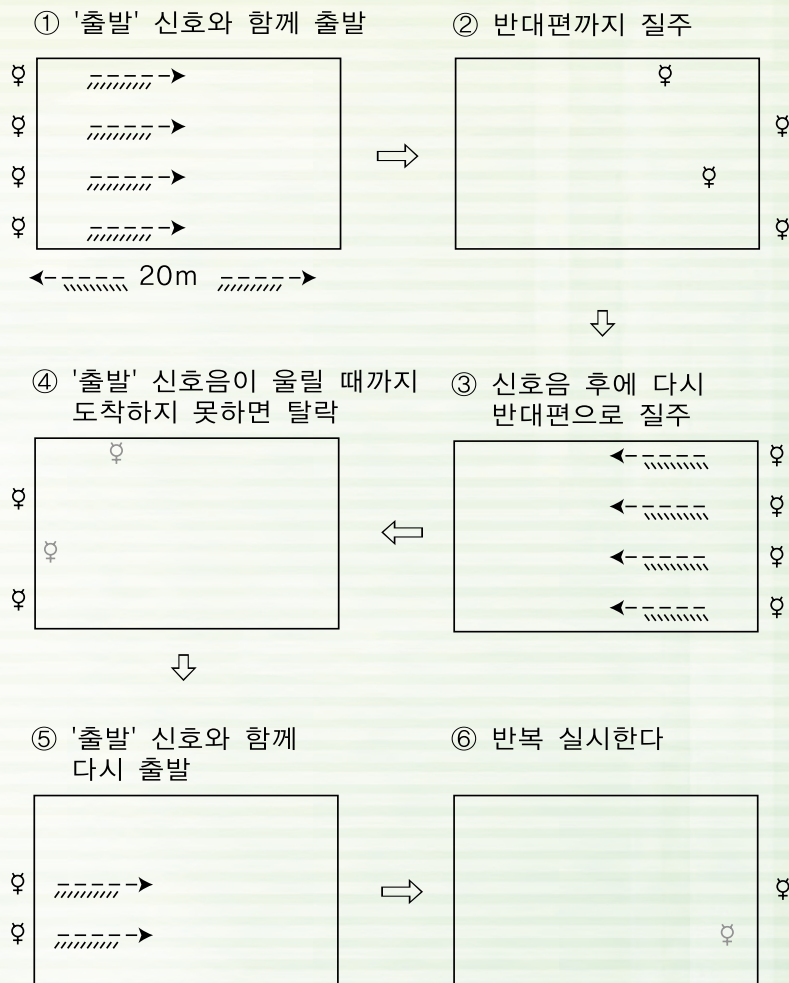 ① '출발' 신호와 함께 출발
② 반대편까지 질주
20m
③ 신호음 후에 다시
반대편으로 질주
④ '출발' 신호음이 울릴 때까지
도착하지 못하면 탈락
⑤ '출발' 신호와 함께
다시 출발
⑥ 반복 실시한다